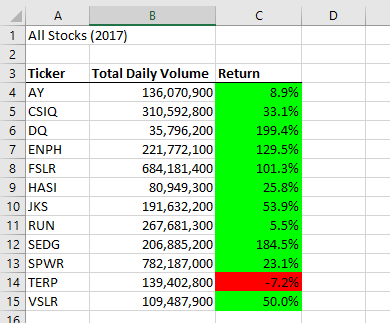 A B C D
1 All Stocks (2017)
2
3 Ticker Total Daily Volume Return
4 AY 136,070,900 8.9%
5 CSIQ 310,592,800 33.1%
6 DQ 35,796,200 199.4%
7 ENPH 221,772,100 129.5%
8 FSLR 684,181,400 101.3%
9 HASI 80,949,300 25.8%
10 JKS 191,632,200 53.9%
11 RUN 267,681,300 5.5%
12 SEDG 206,885,200 184.5%
13 SPWR 782,187,000 23.1%
14 TERP 139,402,800 -7.2%
15 VSLR 109,487,900 50.0%
16